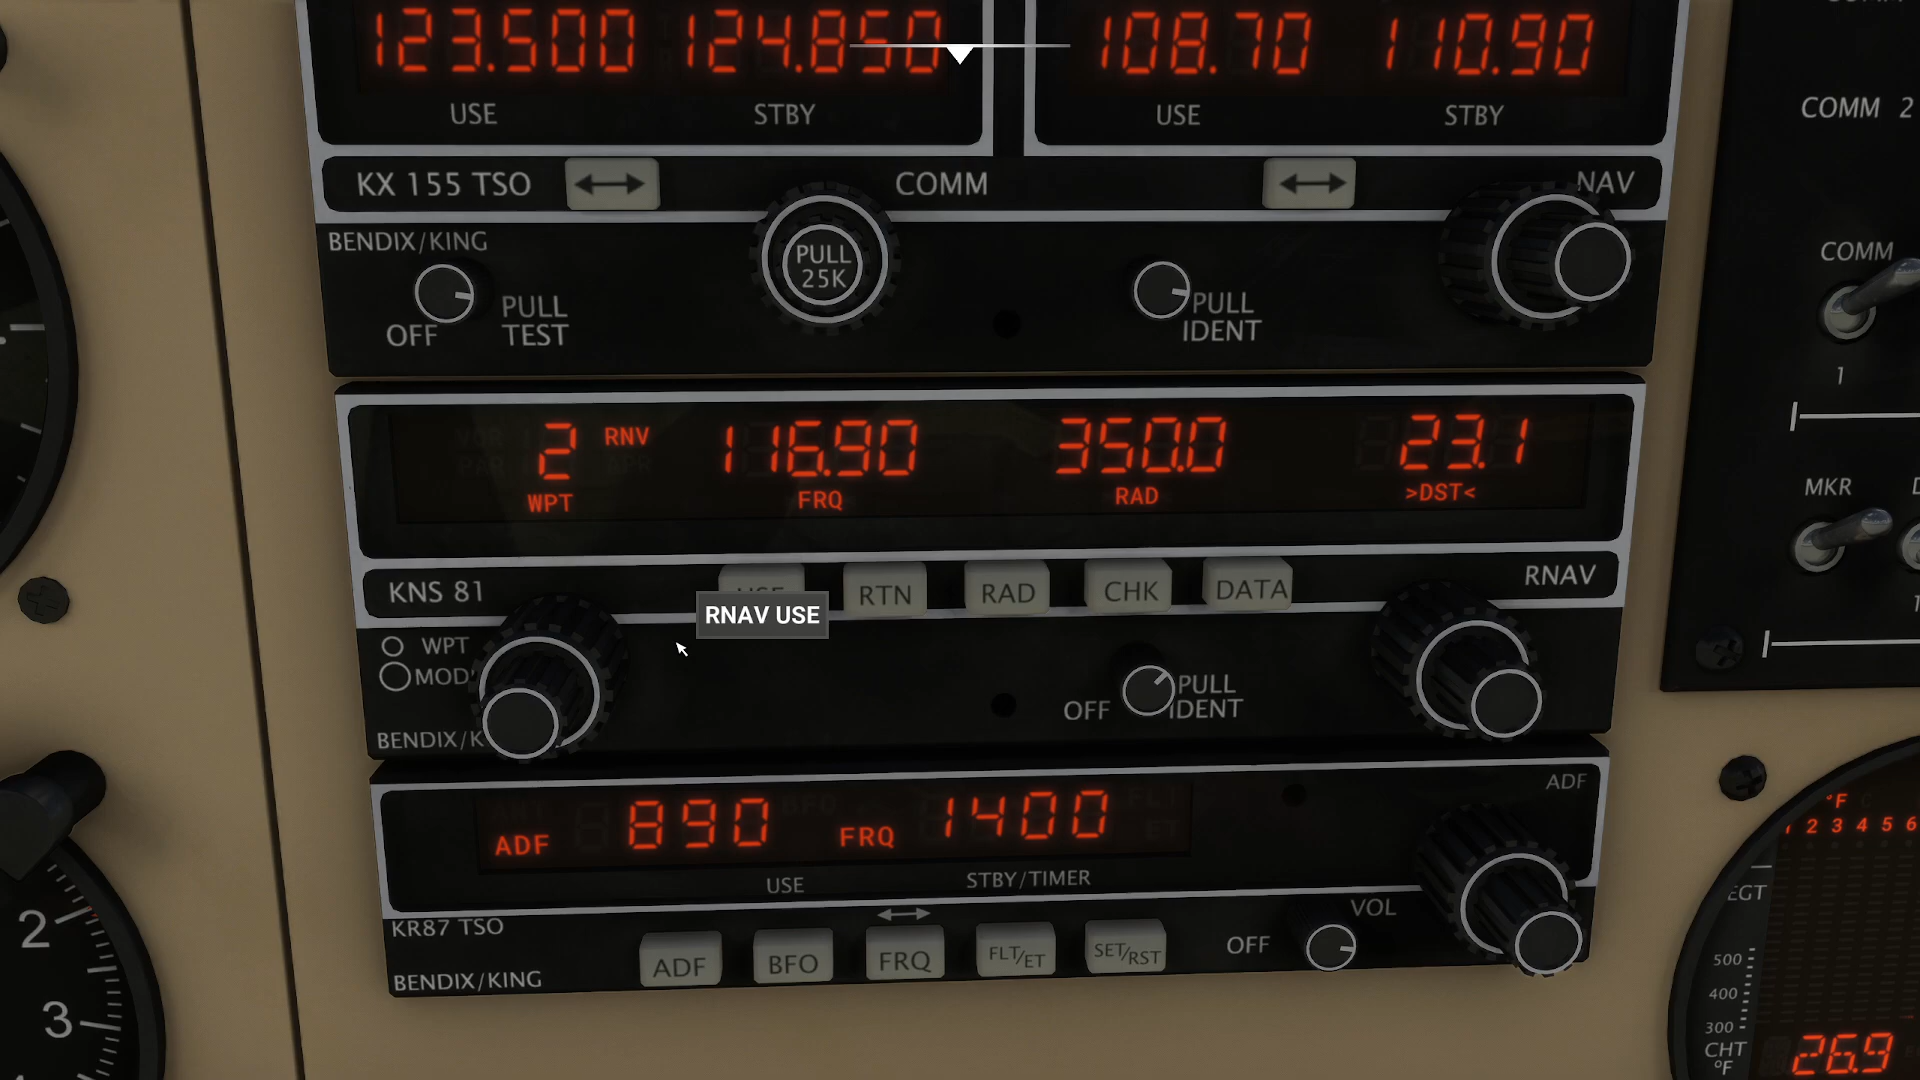 123.500 124.850 108.70 110.90
USE STBY USE STBY
KX 155 TSO COMM NAV
BENDIX/KING
PULL
25K
OFF PULL
TEST
PULL
IDENT
COMM 2
COMM
1
2 RNV 116.90 350.0 23.1
WPT FRQ RAD >DST<
MKR
KNS 81 USE RTN RAD CHK DATA RNAV
RNAV USE
WPT
OFF PULL
IDENT
ADF
ADF 890 FRQ 1400
USE STBY/TIMER
KR87 TSO
VOL
BENDIX/KING ADF BFO FRQ FLT/ET SET/RST OFF
2
3
°F
1 2 3 4 5 6
EGT
500
400
300
CHT
°F
26.9